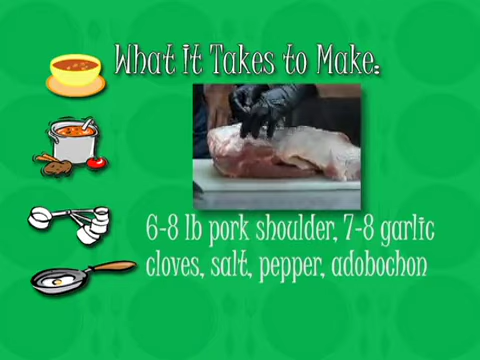 What It Takes to Make:
6-8 lb pork shoulder, 7-8 garlic
cloves, salt, pepper, adobochon